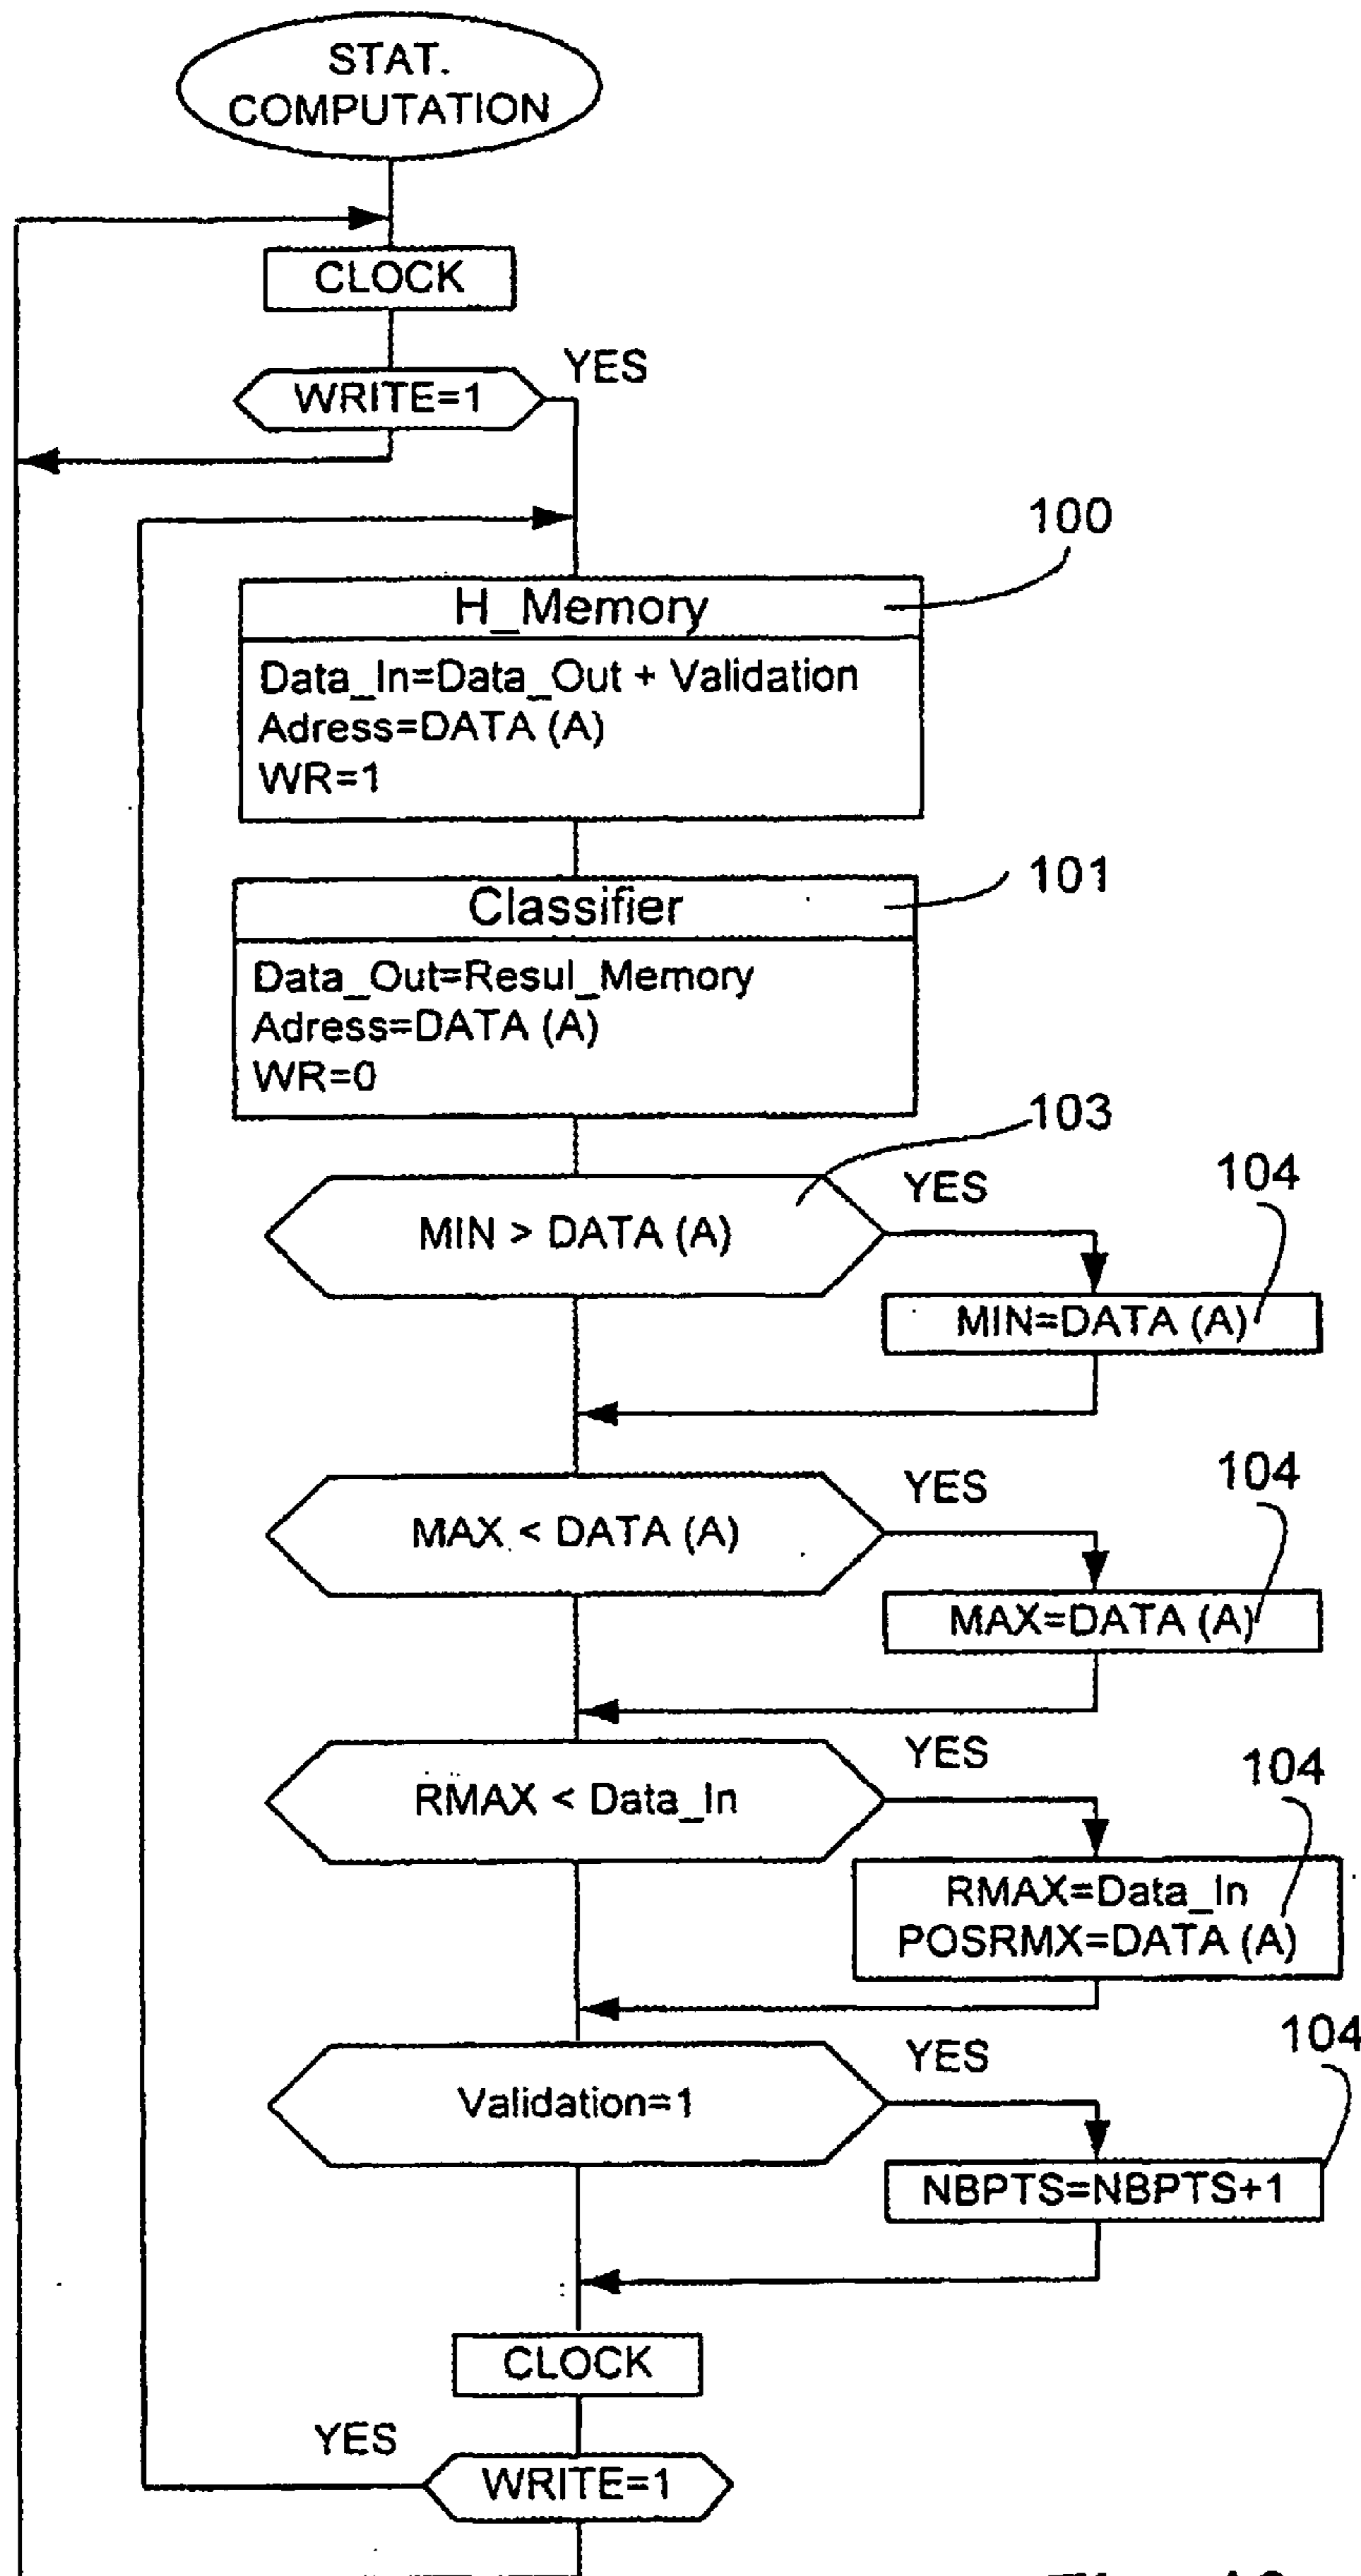 STAT.
COMPUTATION
CLOCK
WRITE=1
YES
100
H_Memory
Data_In=Data_Out + Validation
Adress=DATA (A)
WR=1
101
Classifier
Data_Out=Resul_Memory
Adress=DATA (A)
WR=0
103
MIN > DATA (A)
YES
104
MIN=DATA (A)
MAX < DATA (A)
YES
104
MAX=DATA (A)
RMAX < Data_In
YES
104
RMAX=Data_In
POSRMX=DATA (A)
Validation=1
YES
104
NBPTS=NBPTS+1
CLOCK
YES
WRITE=1